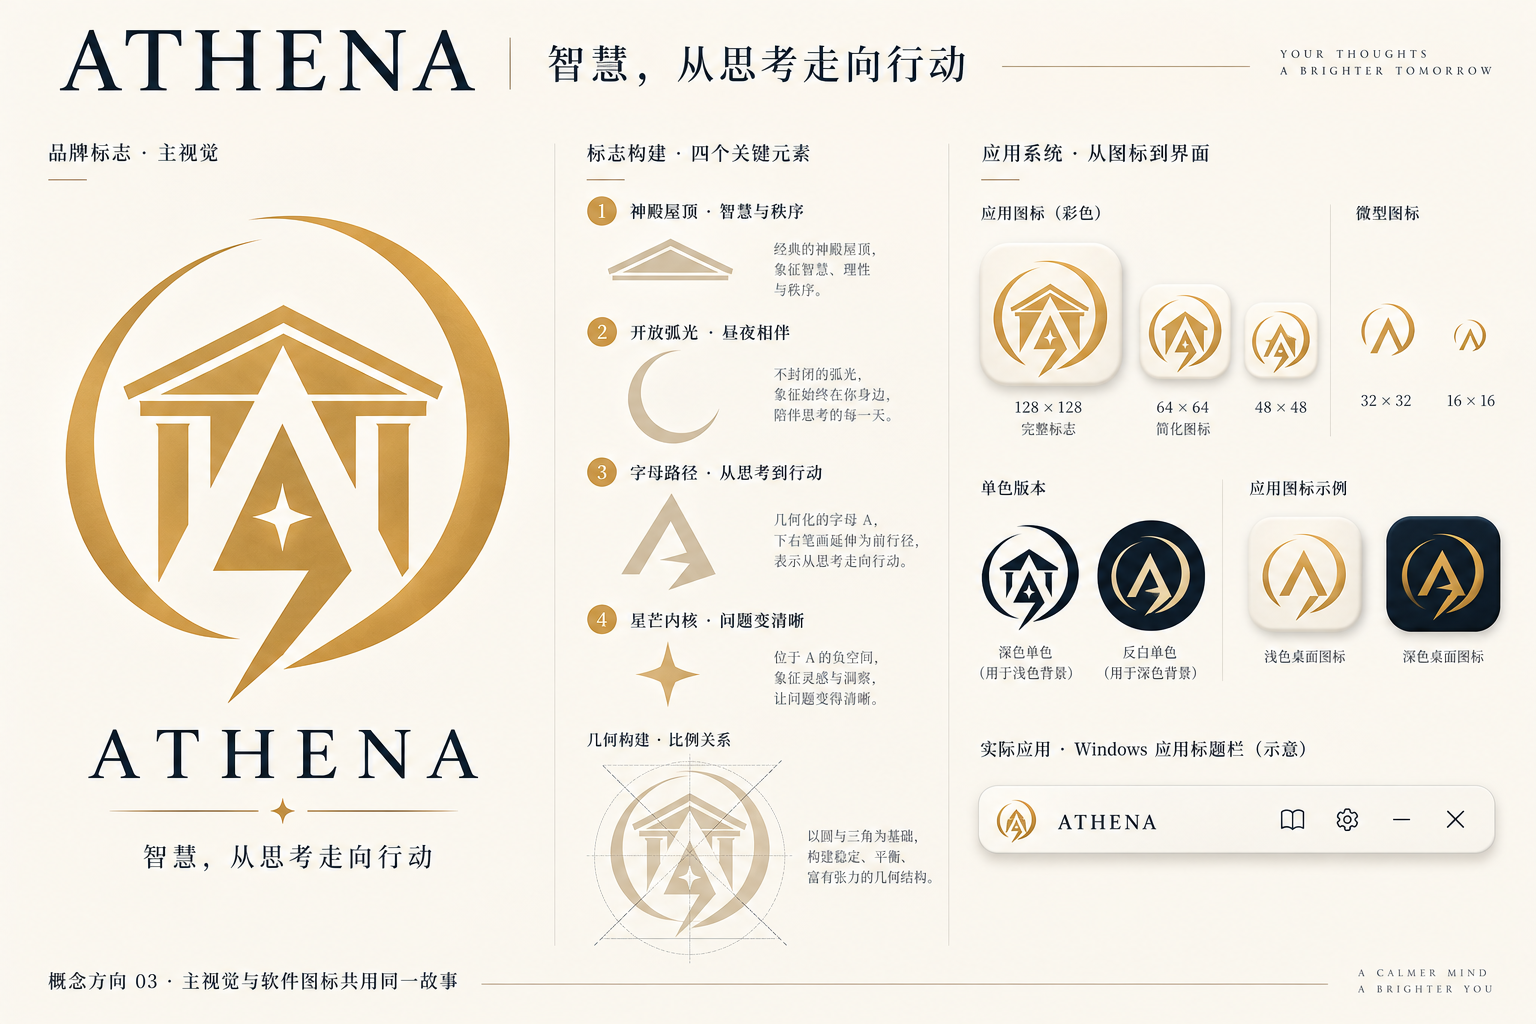 ATHENA
智慧，从思考走向行动
YOUR THOUGHTS
A BRIGHTER TOMORROW
品牌标志 · 主视觉
ATHENA
智慧，从思考走向行动
标志构建 · 四个关键元素
1 神殿屋顶 · 智慧与秩序
经典的神殿屋顶，
象征智慧、理性
与秩序。
2 开放弧光 · 昼夜相伴
不封闭的弧光，
象征始终在你身边，
陪伴思考的每一天。
3 字母路径 · 从思考到行动
几何化的字母 A，
下右笔画延伸为前行径，
表示从思考走向行动。
4 星芒内核 · 问题变清晰
位于 A 的负空间，
象征灵感与洞察，
让问题变得清晰。
几何构建 · 比例关系
以圆与三角为基础，
构建稳定、平衡、
富有张力的几何结构。
应用系统 · 从图标到界面
应用图标（彩色）
128 × 128
完整标志
64 × 64
简化图标
48 × 48
微型图标
32 × 32
16 × 16
单色版本
深色单色
（用于浅色背景）
反白单色
（用于深色背景）
应用图标示例
浅色桌面图标
深色桌面图标
实际应用 · Windows 应用标题栏（示意）
ATHENA
概念方向 03 · 主视觉与软件图标共用同一故事
A CALMER MIND
A BRIGHTER YOU